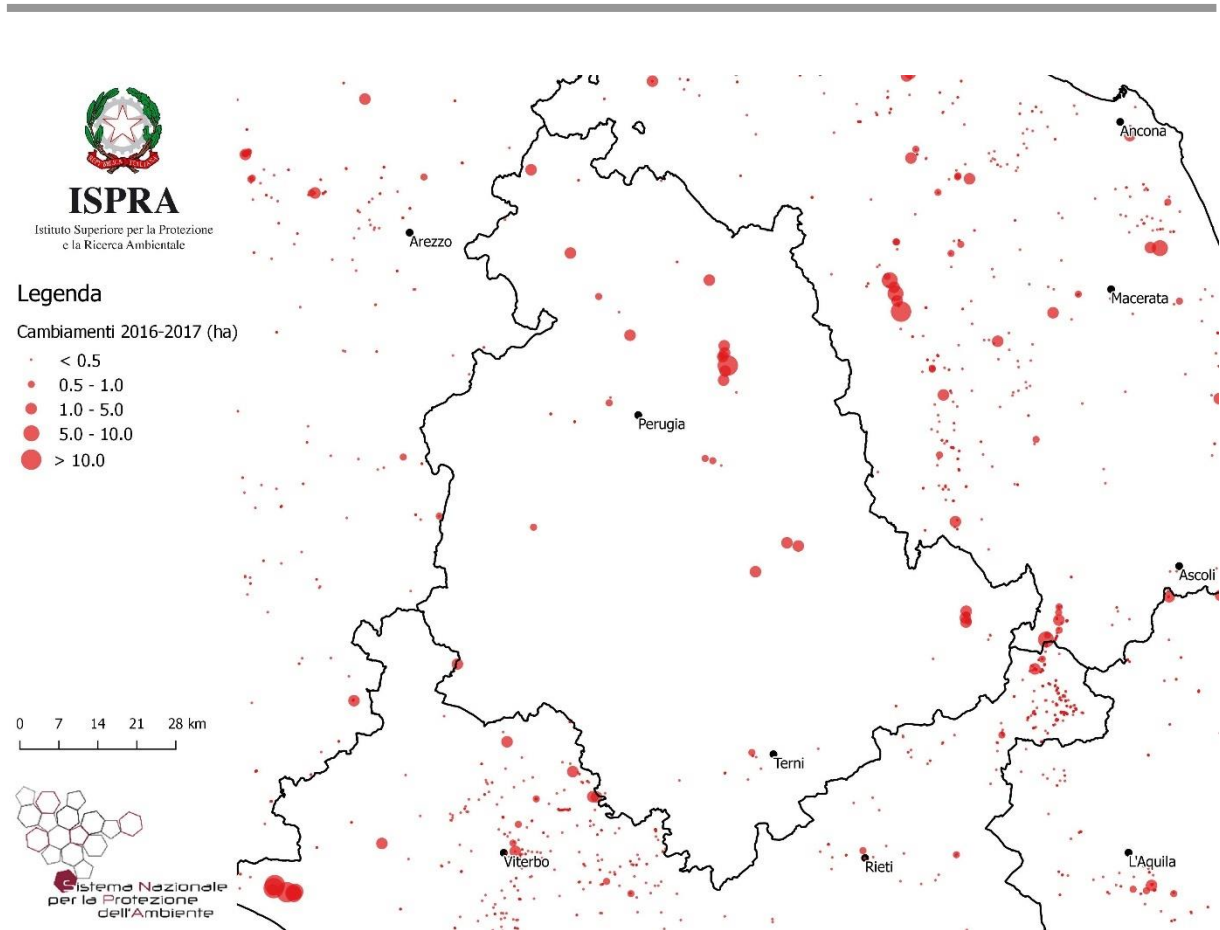 REPVBBLICA ITALIANA
ISPRA
Istituto Superiore per la Protezione
e la Ricerca Ambientale
Legenda
Cambiamenti 2016-2017 (ha)
< 0.5
0.5 - 1.0
1.0 - 5.0
5.0 - 10.0
> 10.0
0 7 14 21 28 km
Sistema Nazionale
per la Protezione
dell'Ambiente
Ancona
Arezzo
Macerata
Perugia
Ascoli
Terni
Viterbo
Rieti
L'Aquila